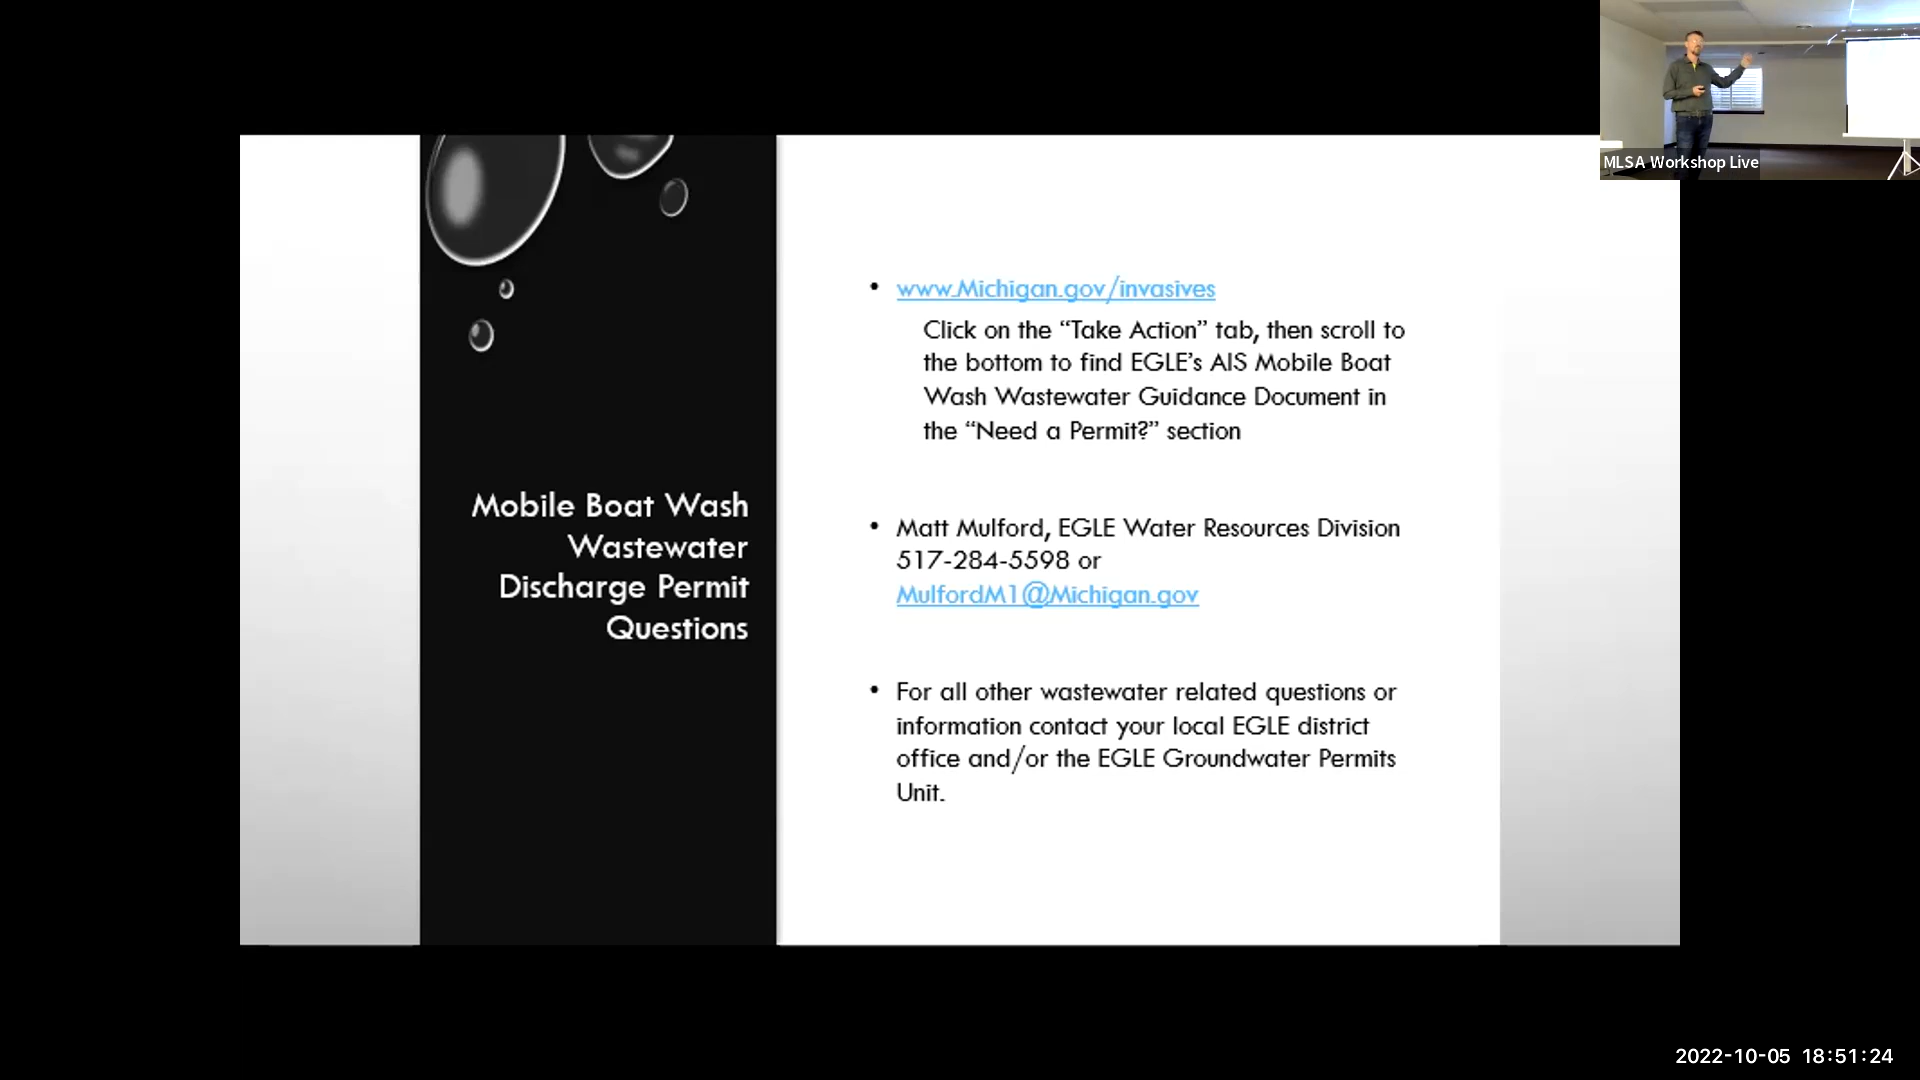 MLSA Workshop Live
Mobile Boat Wash
Wastewater
Discharge Permit
Questions
• www.Michigan.gov/invasives
Click on the “Take Action” tab, then scroll to
the bottom to find EGLE’s AIS Mobile Boat
Wash Wastewater Guidance Document in
the “Need a Permit?” section
• Matt Mulford, EGLE Water Resources Division
517-284-5598 or
MulfordM1@Michigan.gov
• For all other wastewater related questions or
information contact your local EGLE district
office and/or the EGLE Groundwater Permits
Unit.
2022-10-05 18:51:24